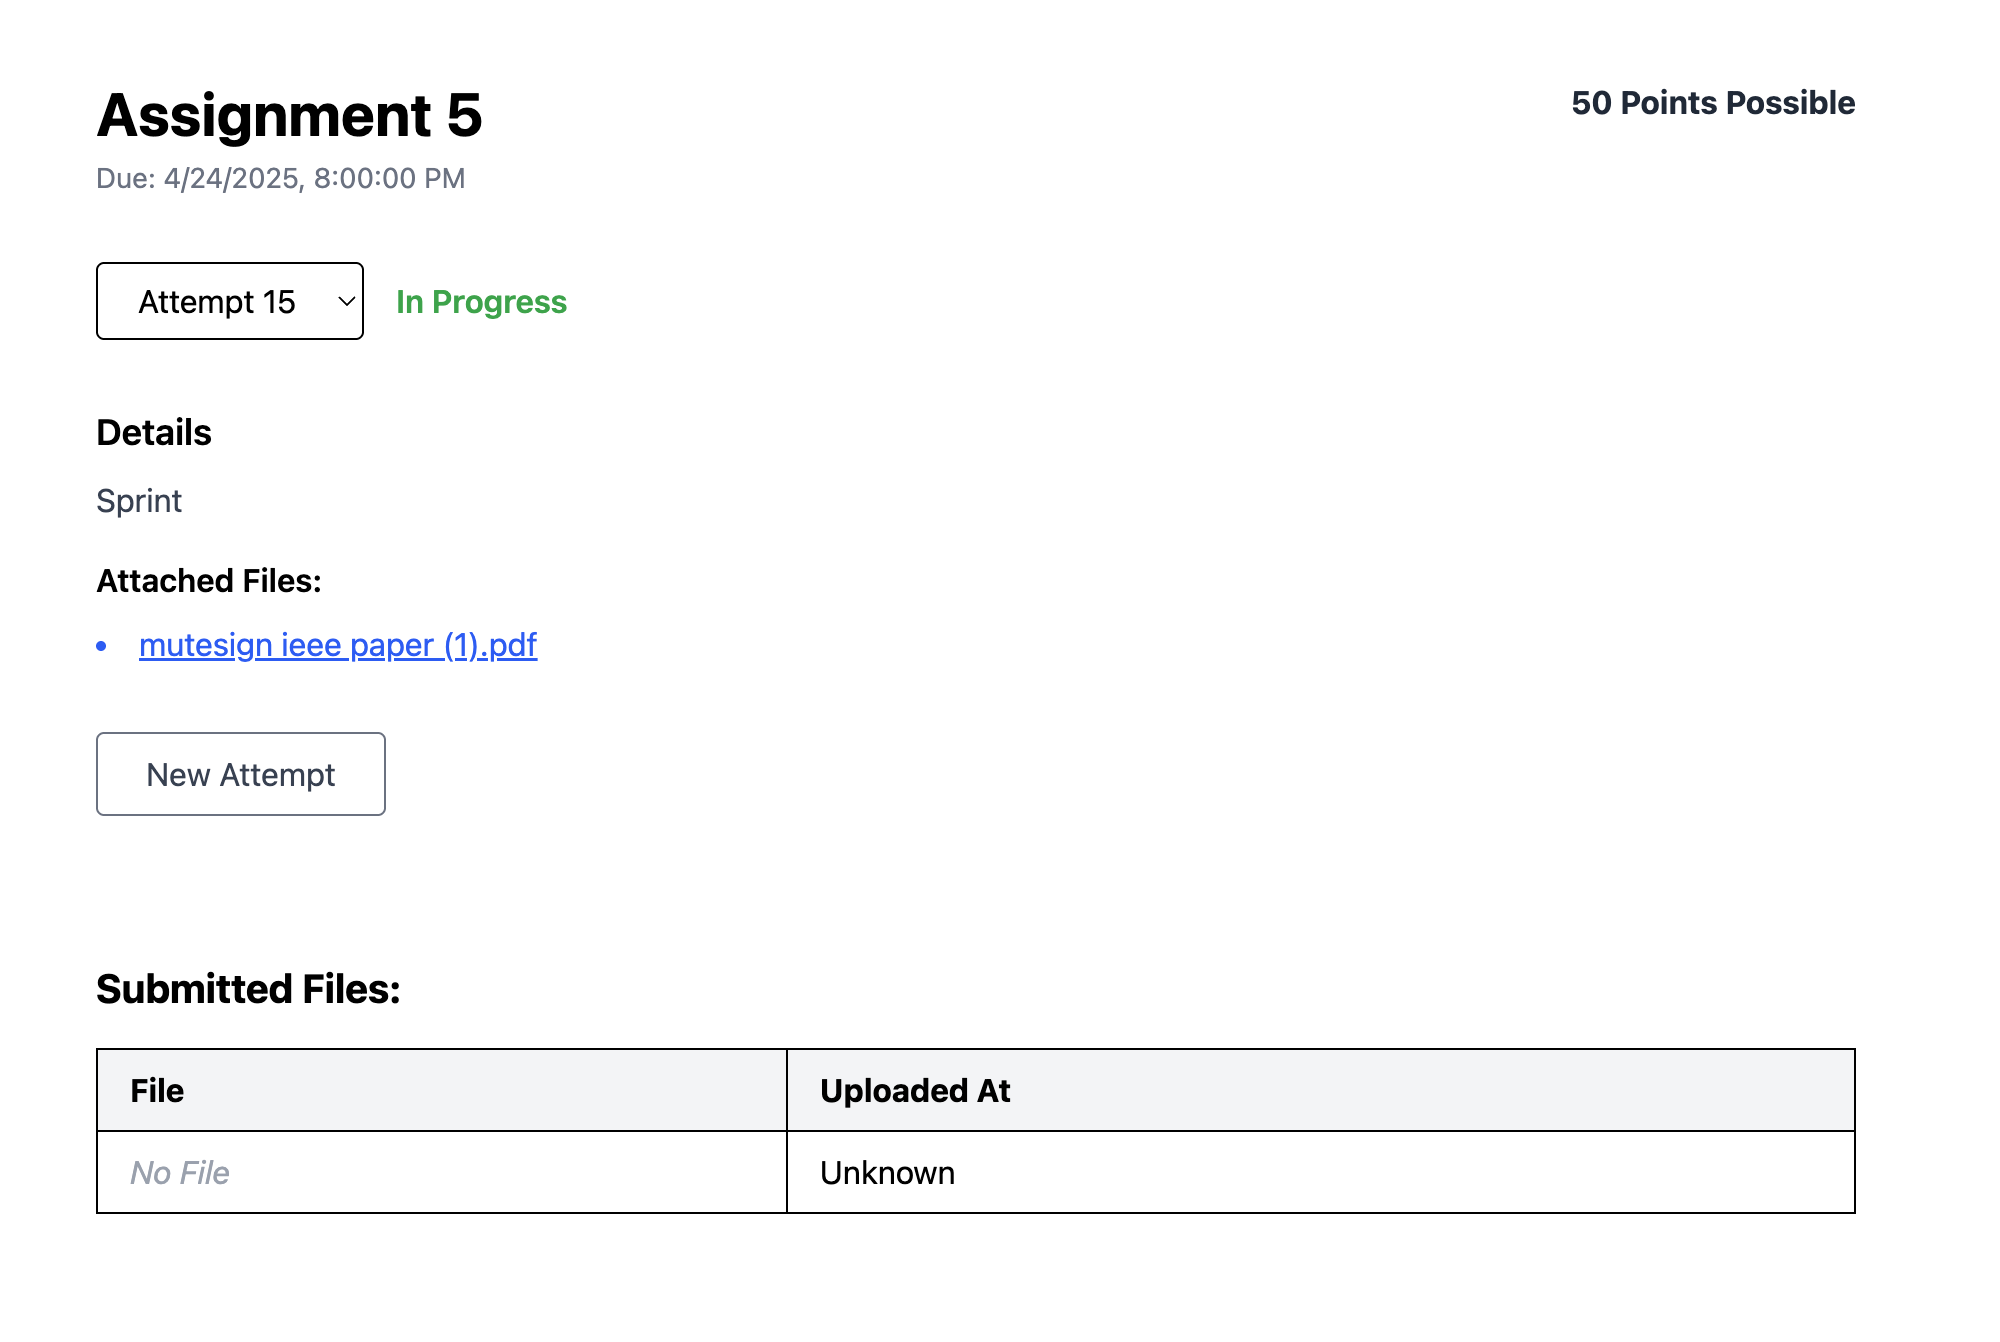 Assignment 5
50 Points Possible
Due: 4/24/2025, 8:00:00 PM
Attempt 15
In Progress
Details
Sprint
Attached Files:
mutesign ieee paper (1).pdf
New Attempt
Submitted Files:
File
Uploaded At
No File
Unknown